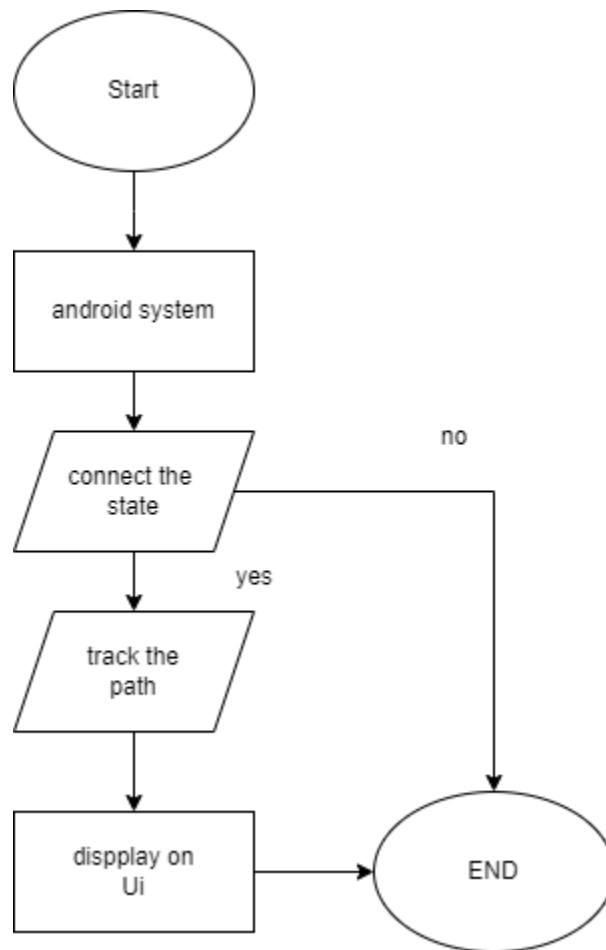 Start
android system
connect the
state
no
yes
track the
path
dispplay on
Ui
END